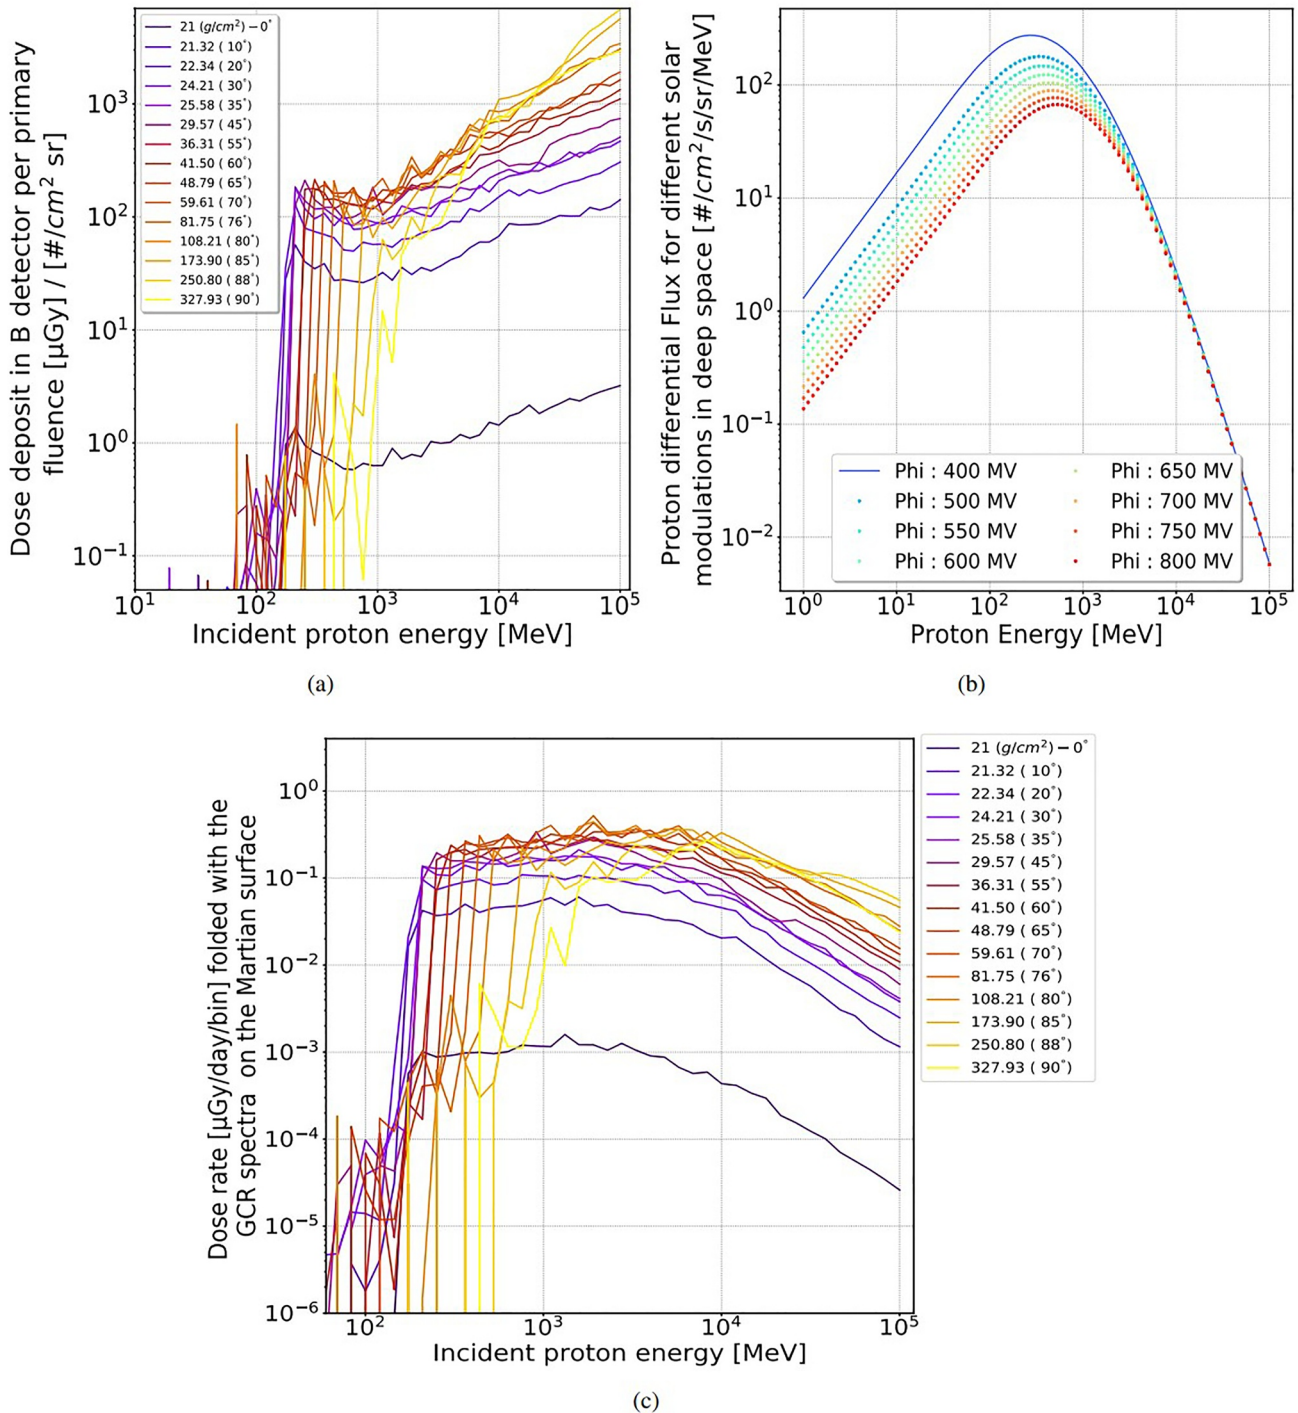 Dose deposit in B detector per primary
fluence [μGy] / [#/cm² sr]
10³
10²
10¹
10⁰
10⁻¹
21 (g/cm²) − 0°
21.32 ( 10°)
22.34 ( 20°)
24.21 ( 30°)
25.58 ( 35°)
29.57 ( 45°)
36.31 ( 55°)
41.50 ( 60°)
48.79 ( 65°)
59.61 ( 70°)
81.75 ( 76°)
108.21 ( 80°)
173.90 ( 85°)
250.80 ( 88°)
327.93 ( 90°)
10¹ 10² 10³ 10⁴ 10⁵
Incident proton energy [MeV]
(a)
Proton differential Flux for different solar
modulations in deep space [#/cm²/s/sr/MeV]
10²
10¹
10⁰
10⁻¹
10⁻²
Phi : 400 MV
Phi : 500 MV
Phi : 550 MV
Phi : 600 MV
Phi : 650 MV
Phi : 700 MV
Phi : 750 MV
Phi : 800 MV
10⁰ 10¹ 10² 10³ 10⁴ 10⁵
Proton Energy [MeV]
(b)
Dose rate [μGy/day/bin] folded with the
GCR spectra on the Martian surface
10⁰
10⁻¹
10⁻²
10⁻³
10⁻⁴
10⁻⁵
10⁻⁶
10² 10³ 10⁴ 10⁵
Incident proton energy [MeV]
21 (g/cm²) − 0°
21.32 ( 10°)
22.34 ( 20°)
24.21 ( 30°)
25.58 ( 35°)
29.57 ( 45°)
36.31 ( 55°)
41.50 ( 60°)
48.79 ( 65°)
59.61 ( 70°)
81.75 ( 76°)
108.21 ( 80°)
173.90 ( 85°)
250.80 ( 88°)
327.93 ( 90°)
(c)